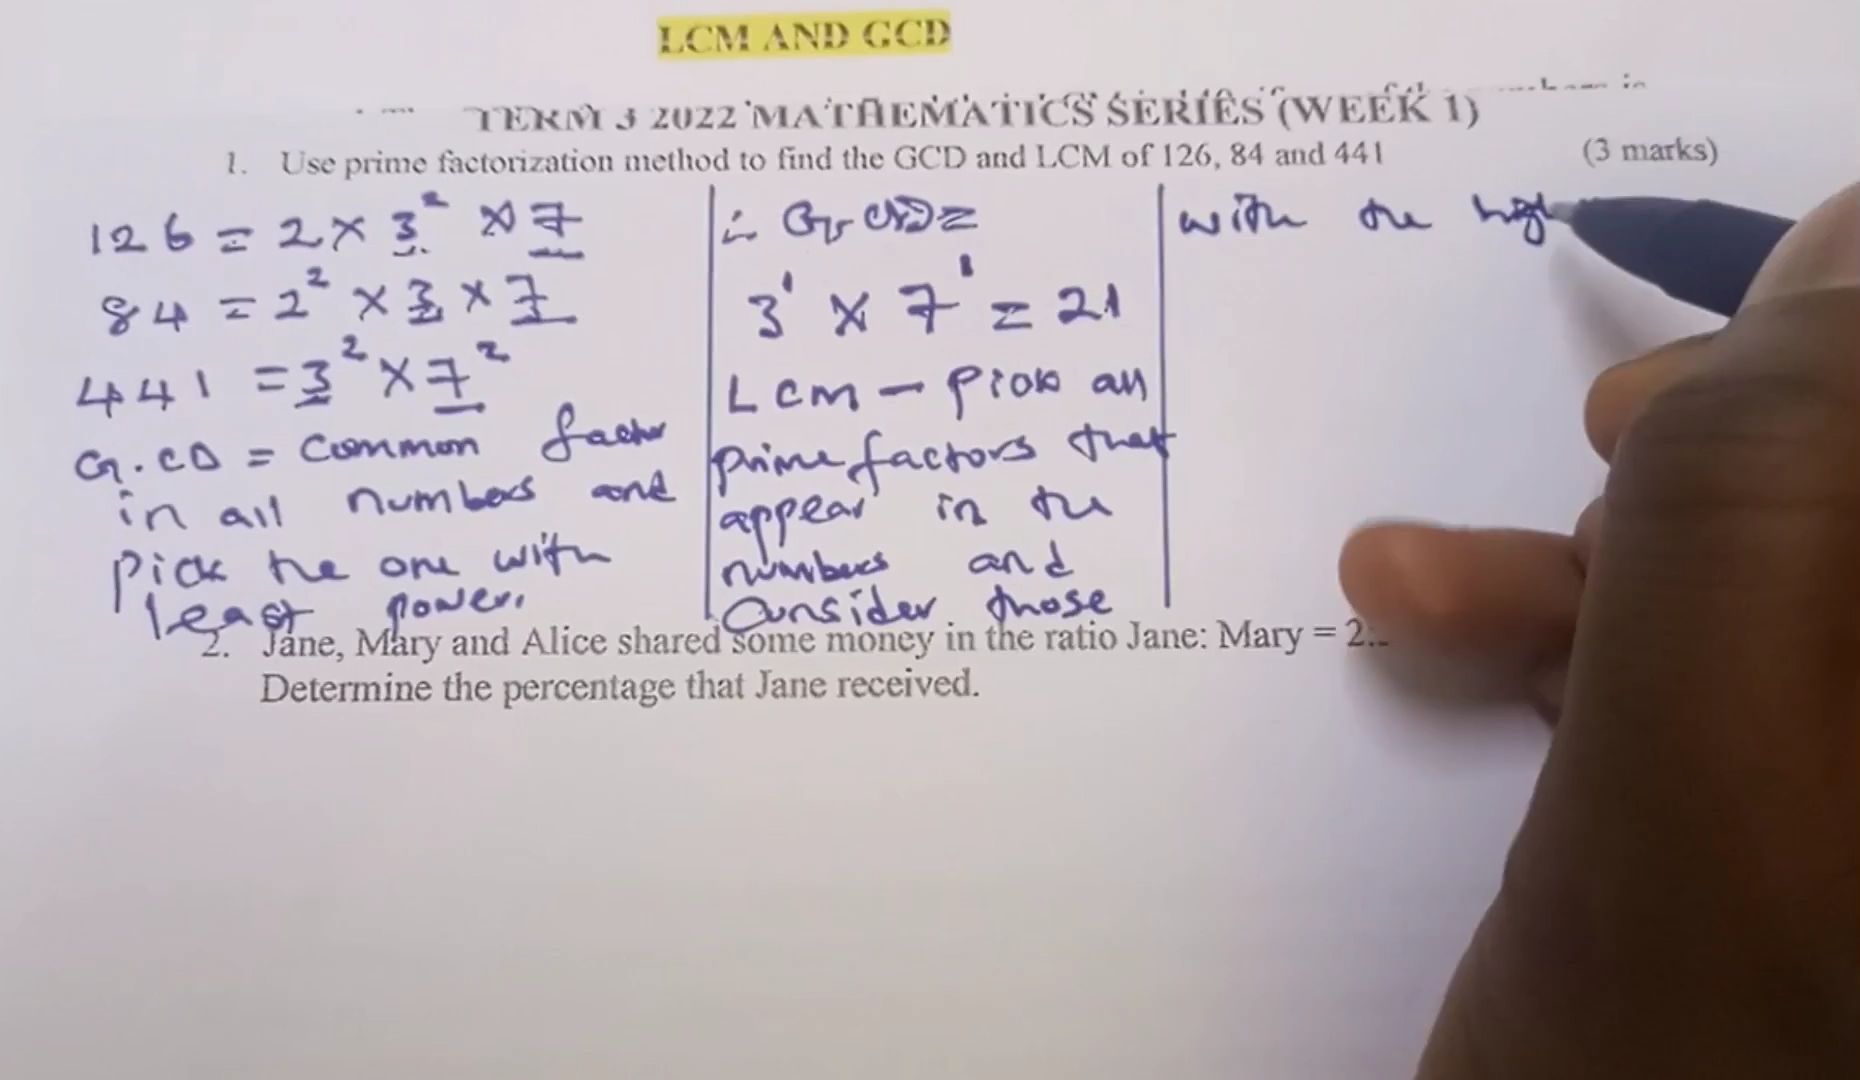 LCM AND GCD
TERM 3 2022 MATHEMATICS SERIES (WEEK 1)
1. Use prime factorization method to find the GCD and LCM of 126, 84 and 441 (3 marks)
126 = 2 × 3² × 7
84 = 2² × 3 × 7
441 = 3² × 7²
G.CD = Common factor
in all numbers and
Pick the one with
least power.
∴ G.CD =
3¹ × 7¹ = 21
LCM – Pick all
prime factors that
appear in the
numbers and
Consider those
with the high
2. Jane, Mary and Alice shared some money in the ratio Jane: Mary = 2
Determine the percentage that Jane received.